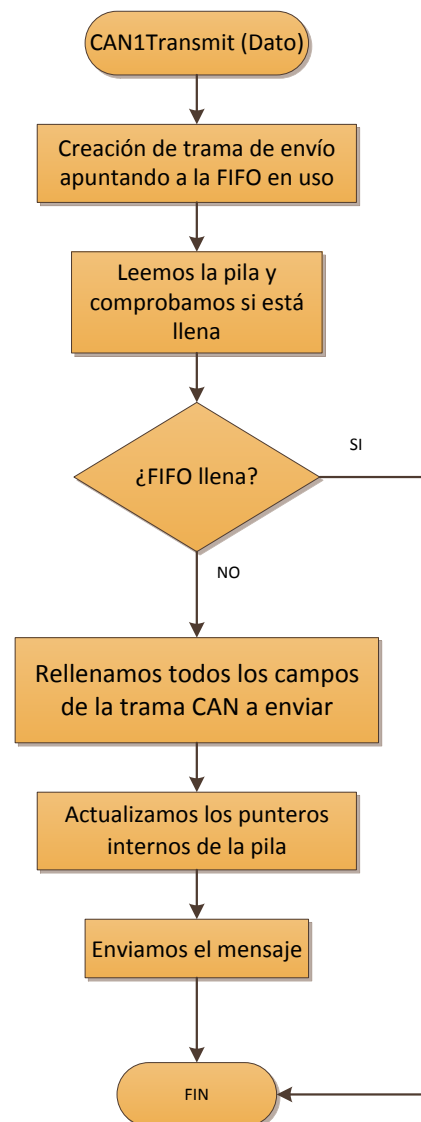 CAN1Transmit (Dato)
Creación de trama de envío
apuntando a la FIFO en uso
Leemos la pila y
comprobamos si está
llena
¿FIFO llena?
SI
NO
Rellenamos todos los campos
de la trama CAN a enviar
Actualizamos los punteros
internos de la pila
Enviamos el mensaje
FIN